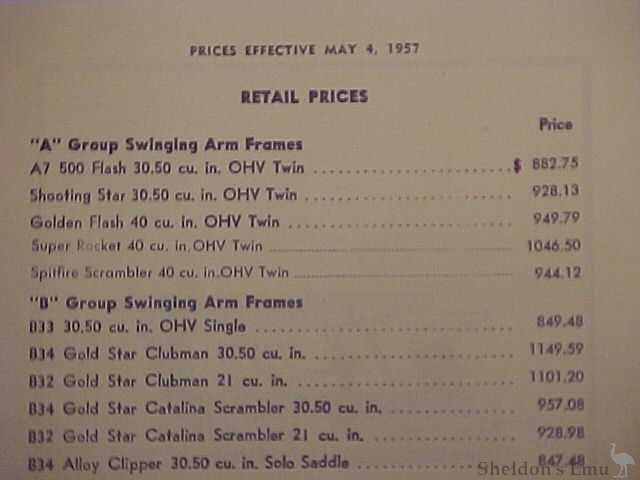 PRICES EFFECTIVE MAY 4, 1957
RETAIL PRICES
Price
"A" Group Swinging Arm Frames
A7 500 Flash 30.50 cu. in. OHV Twin $ 882.75
Shooting Star 30.50 cu. in. OHV Twin 928.13
Golden Flash 40 cu. in. OHV Twin 949.79
Super Rocket 40 cu. in. OHV Twin 1046.50
Spitfire Scrambler 40 cu. in. OHV Twin 944.12
"B" Group Swinging Arm Frames
B33 30.50 cu. in. OHV Single 849.48
B34 Gold Star Clubman 30.50 cu. in. 1149.59
B32 Gold Star Clubman 21 cu. in. 1101.20
B34 Gold Star Catalina Scrambler 30.50 cu. in. 957.08
B32 Gold Star Catalina Scrambler 21 cu. in. 928.98
B34 Alloy Clipper 30.50 cu. in. Solo Saddle 847.48
Sheldon's Emu